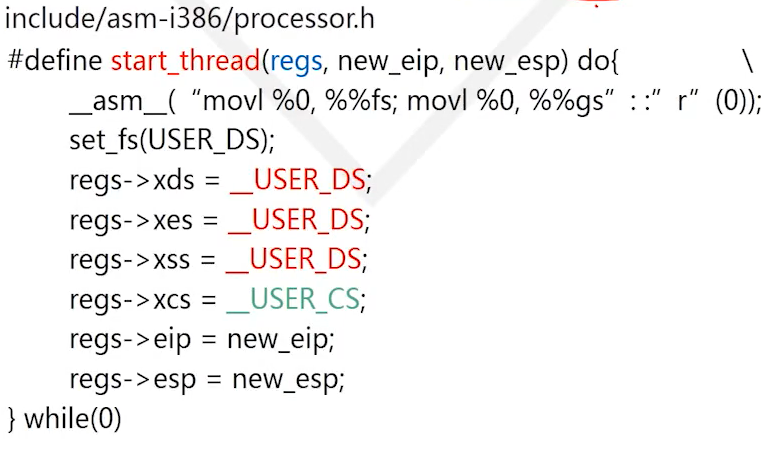 include/asm-i386/processor.h
#define start_thread(regs, new_eip, new_esp) do{ \
__asm__( “movl %0, %%fs; movl %0, %%gs” : :” r” (0));
set_fs(USER_DS);
regs->xds = __USER_DS;
regs->xes = __USER_DS;
regs->xss = __USER_DS;
regs->xcs = __USER_CS;
regs->eip = new_eip;
regs->esp = new_esp;
} while(0)